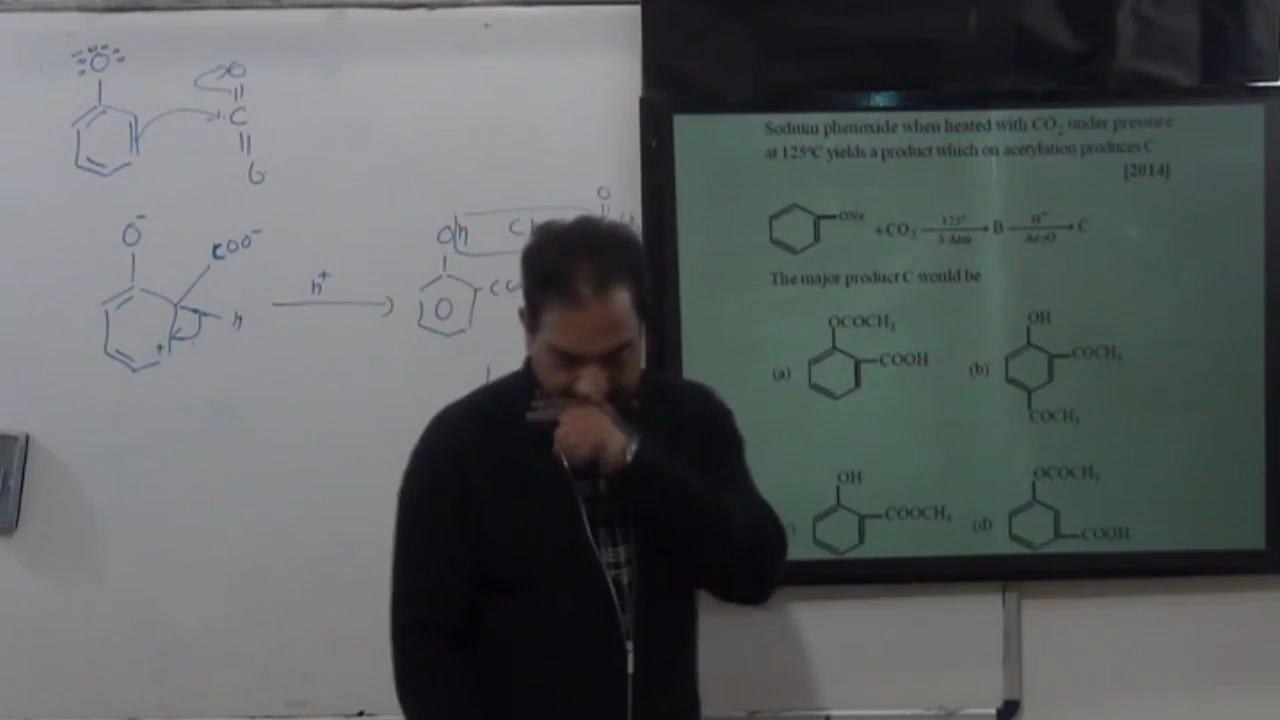 O
O
C
O
O⁻
COO⁻
H
+
H⁺
OH
O
Sodium phenoxide when heated with CO₂ under pressure
at 125°C yields a product which on acetylation produces C
[2014]
ONa
+CO₂ 125° 5 Atm B H⁺ Ac₂O C
The major product C would be
OCOCH₃
COOH
(a)
OH
COCH₃
(b)
COCH₃
OH
COOCH₃
OCOCH₃
(d)
COOH